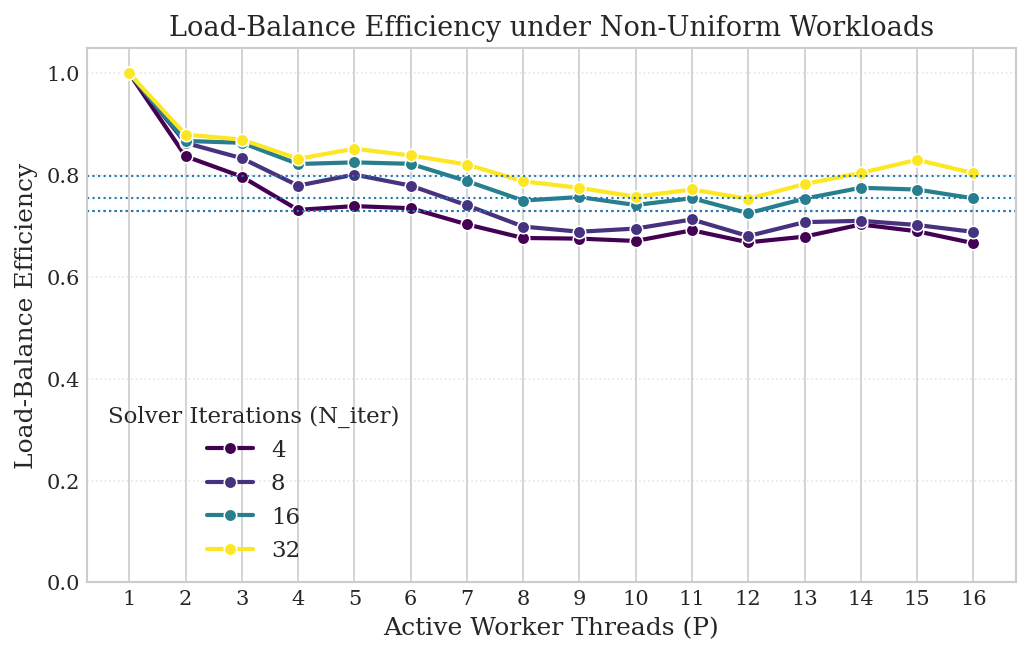 Load-Balance Efficiency under Non-Uniform Workloads
Load-Balance Efficiency
1.0
0.8
0.6
0.4
0.2
0.0
Solver Iterations (N_iter)
4
8
16
32
1 2 3 4 5 6 7 8 9 10 11 12 13 14 15 16
Active Worker Threads (P)